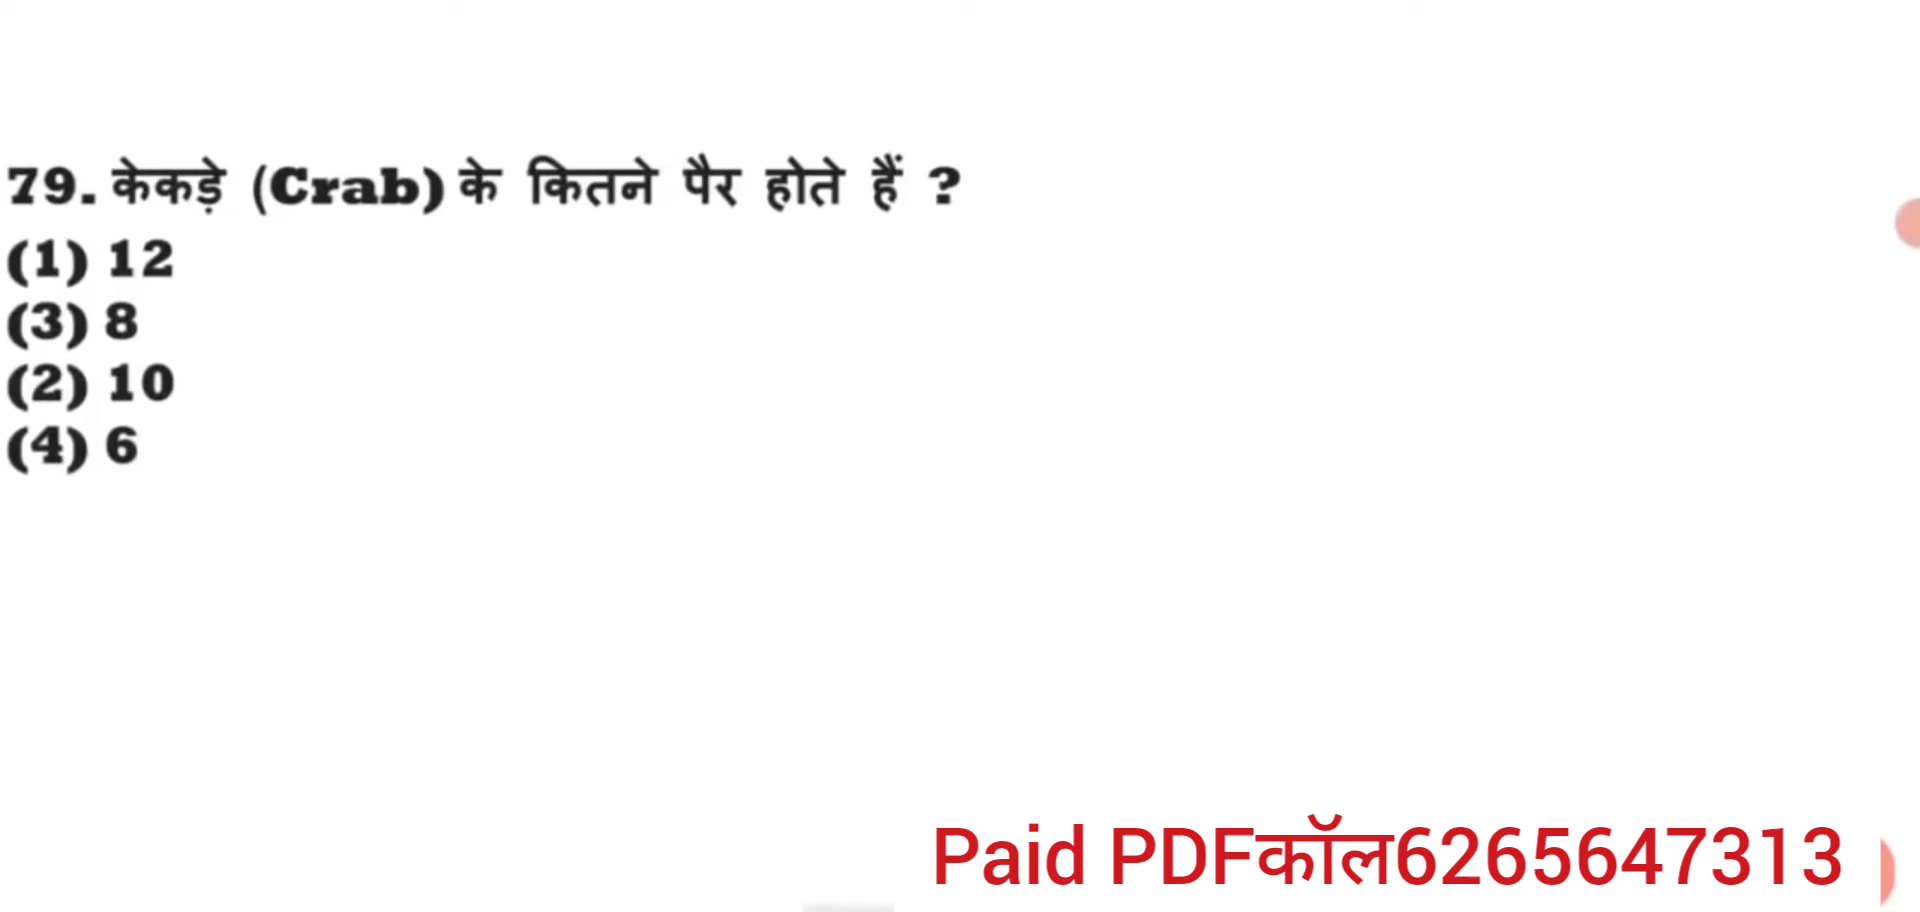 79. केकड़े (Crab) के कितने पैर होते हैं ?
(1) 12
(3) 8
(2) 10
(4) 6
Paid PDFकॉल6265647313